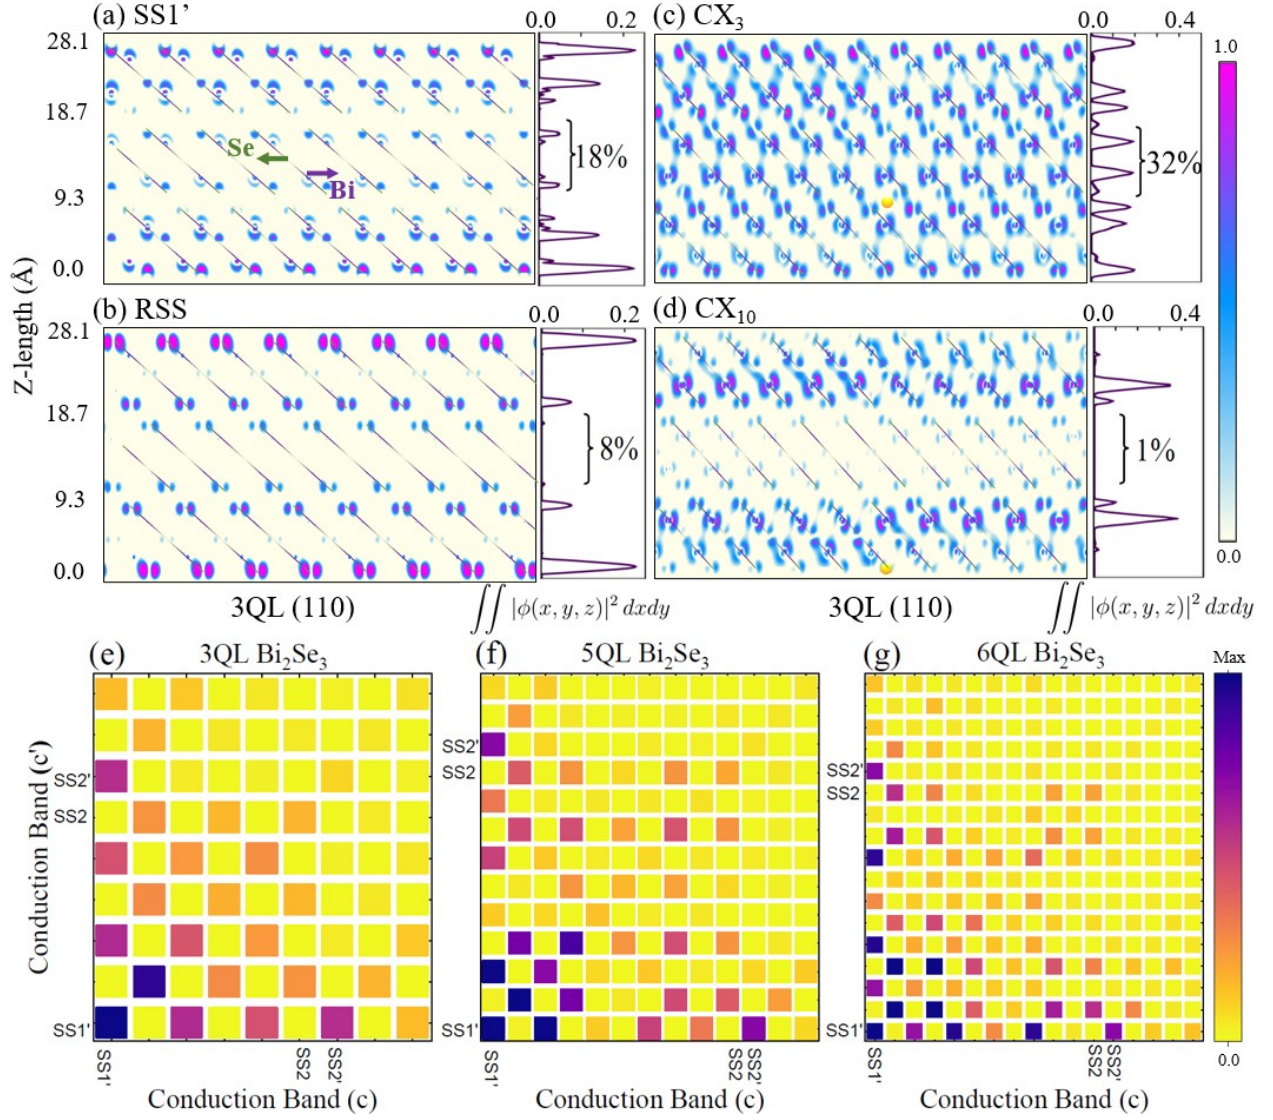 (a) SS1’
0.0 0.2
(c) CX3
0.0 0.4
28.1
18.7
9.3
0.0
Se
Bi
18%
32%
1.0
0.0
Z-length (Å)
(b) RSS
0.0 0.2
(d) CX10
0.0 0.4
28.1
18.7
9.3
0.0
8%
1%
3QL (110)
∬ |ϕ(x, y, z)|² dxdy
3QL (110)
∬ |ϕ(x, y, z)|² dxdy
(e) 3QL Bi2Se3
(f) 5QL Bi2Se3
(g) 6QL Bi2Se3
Max
0.0
Conduction Band (c')
SS2'
SS2
SS1'
SS1'
SS2
SS2'
Conduction Band (c)
SS2'
SS2
SS1'
SS1'
SS2
SS2'
Conduction Band (c)
SS2'
SS2
SS1'
SS1'
SS2
SS2'
Conduction Band (c)